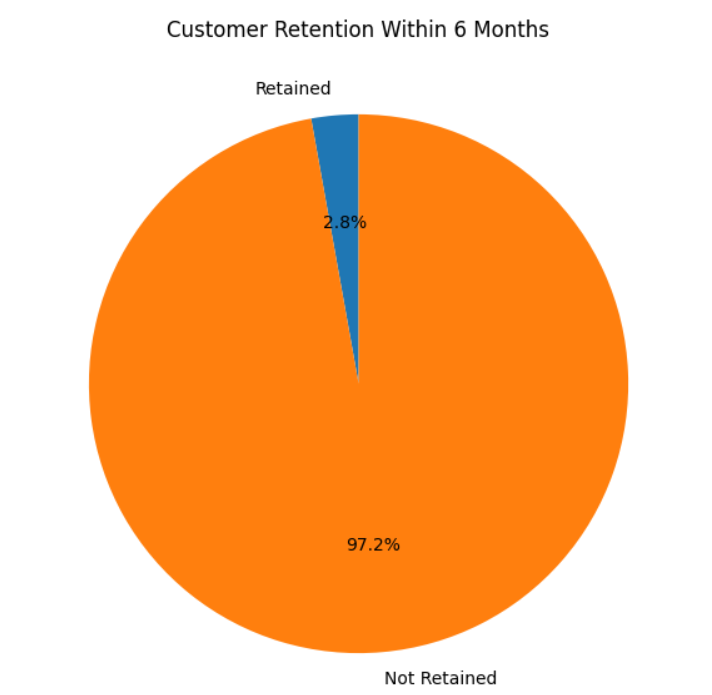 Customer Retention Within 6 Months
Retained
2.8%
97.2%
Not Retained